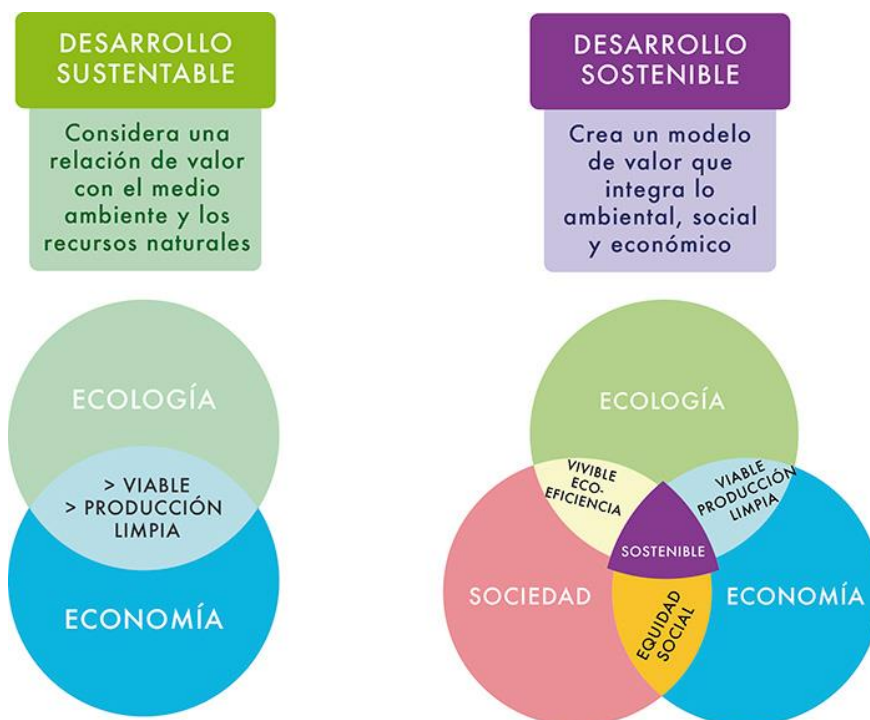 DESARROLLO
SUSTENTABLE
Considera una
relación de valor
con el medio
ambiente y los
recursos naturales
ECOLOGÍA
> VIABLE
> PRODUCCIÓN
LIMPIA
ECONOMÍA
DESARROLLO
SOSTENIBLE
Crea un modelo
de valor que
integra lo
ambiental, social
y económico
ECOLOGÍA
VIVIBLE
ECO-
EFICIENCIA
VIABLE
PRODUCCIÓN
LIMPIA
SOSTENIBLE
SOCIEDAD
ECONOMÍA
EQUIDAD
SOCIAL